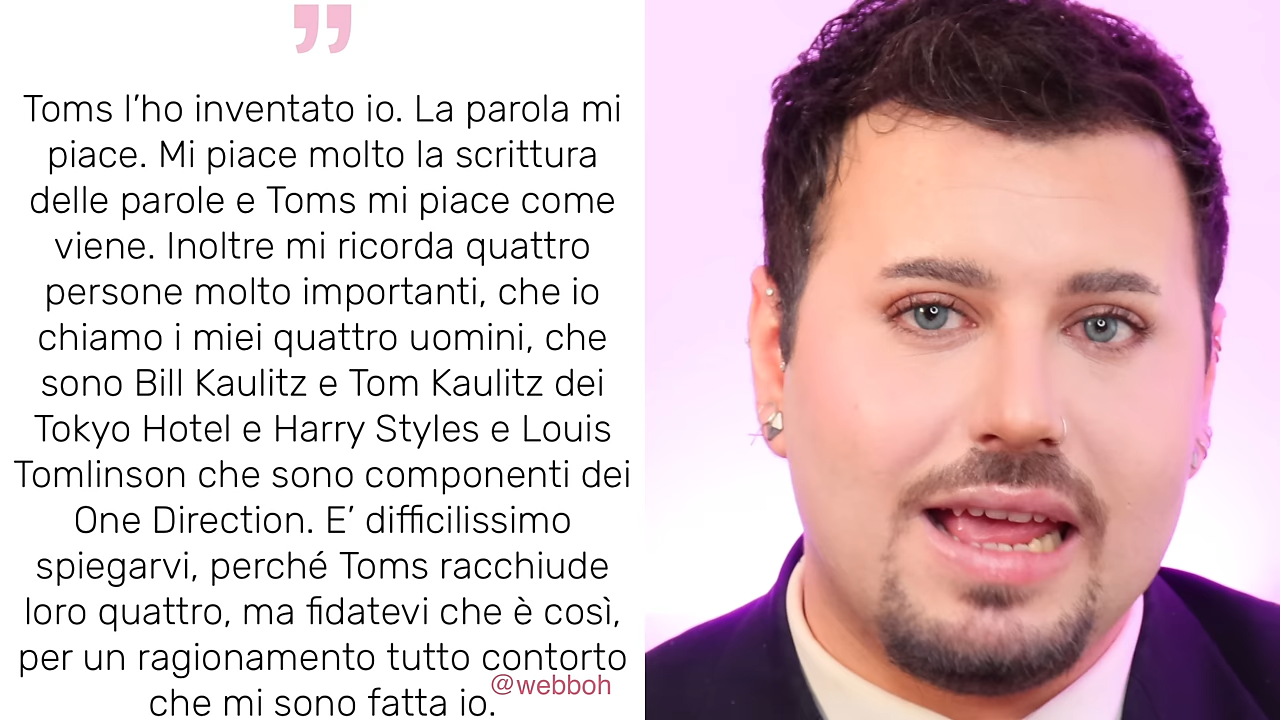 ”
Toms l’ho inventato io. La parola mi
piace. Mi piace molto la scrittura
delle parole e Toms mi piace come
viene. Inoltre mi ricorda quattro
persone molto importanti, che io
chiamo i miei quattro uomini, che
sono Bill Kaulitz e Tom Kaulitz dei
Tokyo Hotel e Harry Styles e Louis
Tomlinson che sono componenti dei
One Direction. E’ difficilissimo
spiegarvi, perché Toms racchiude
loro quattro, ma fidatevi che è così,
per un ragionamento tutto contorto
che mi sono fatta io.
@webboh